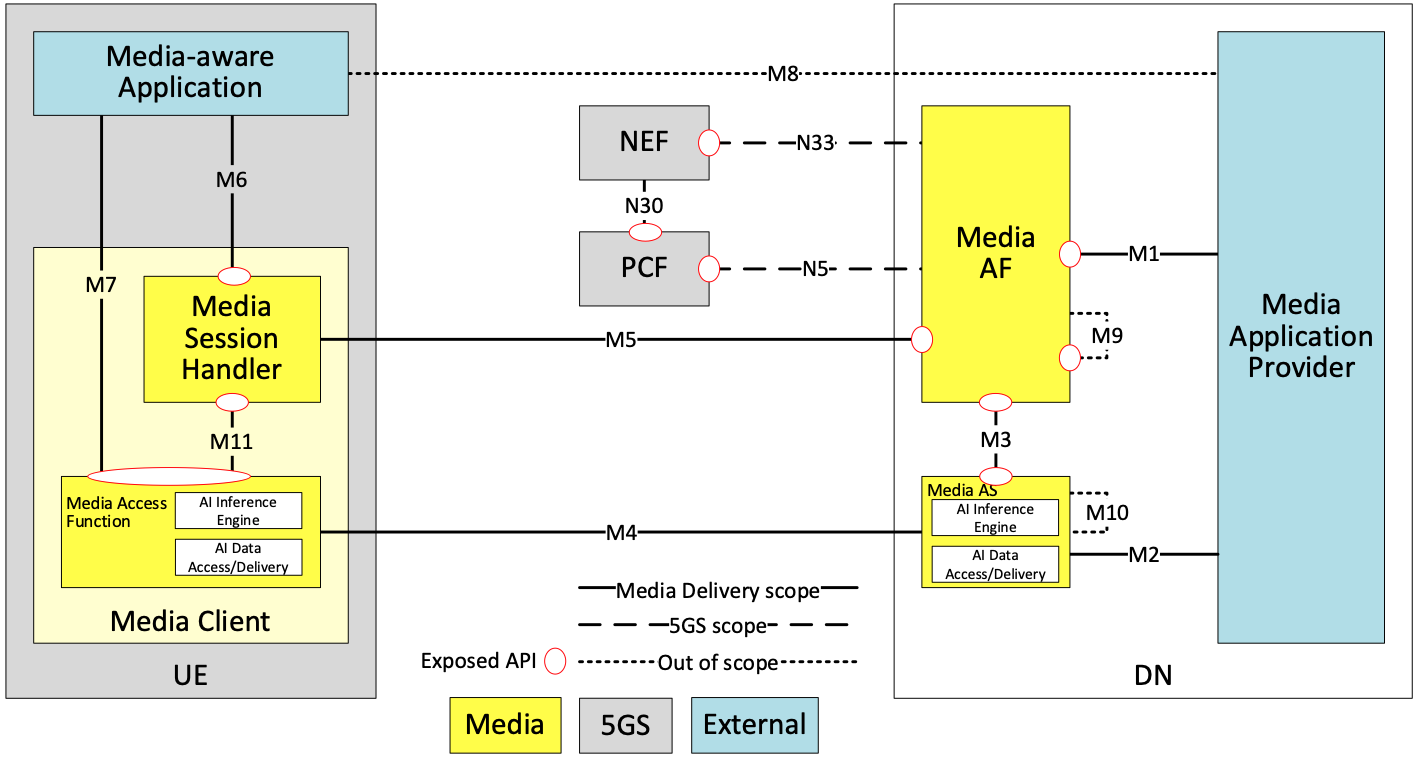 Media-aware
Application
M8
NEF
N33
M6
N30
Media
AF
M1
M7
PCF
N5
Media
Session
Handler
M5
M9
Media
Application
Provider
M11
M3
Media Access
Function
AI Inference
Engine
AI Data
Access/Delivery
M4
Media AS
AI Inference
Engine
AI Data
Access/Delivery
M10
M2
Media Client
UE
Media Delivery scope
5GS scope
Exposed API
Out of scope
DN
Media
5GS
External